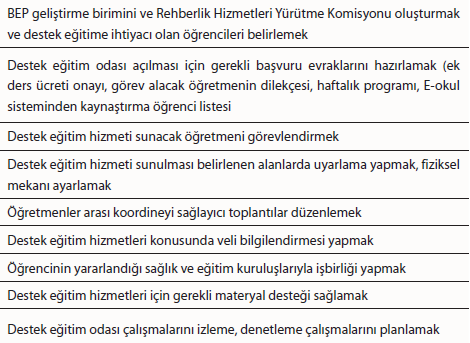 BEP geliştirme birimini ve Rehberlik Hizmetleri Yürütme Komisyonu oluşturmak
ve destek eğitime ihtiyacı olan öğrencileri belirlemek
Destek eğitim odası açılması için gerekli başvuru evraklarını hazırlamak (ek
ders ücreti onayı, görev alacak öğretmenin dilekçesi, haftalık programı, E-okul
sisteminden kaynaştırma öğrenci listesi
Destek eğitim hizmeti sunacak öğretmeni görevlendirmek
Destek eğitim hizmeti sunulması belirlenen alanlarda uyarlama yapmak, fiziksel
mekanı ayarlamak
Öğretmenler arası koordineyi sağlayıcı toplantılar düzenlemek
Destek eğitim hizmetleri konusunda veli bilgilendirmesi yapmak
Öğrencinin yararlandığı sağlık ve eğitim kuruluşlarıyla işbirliği yapmak
Destek eğitim hizmetleri için gerekli materyal desteği sağlamak
Destek eğitim odası çalışmalarını izleme, denetleme çalışmalarını planlamak